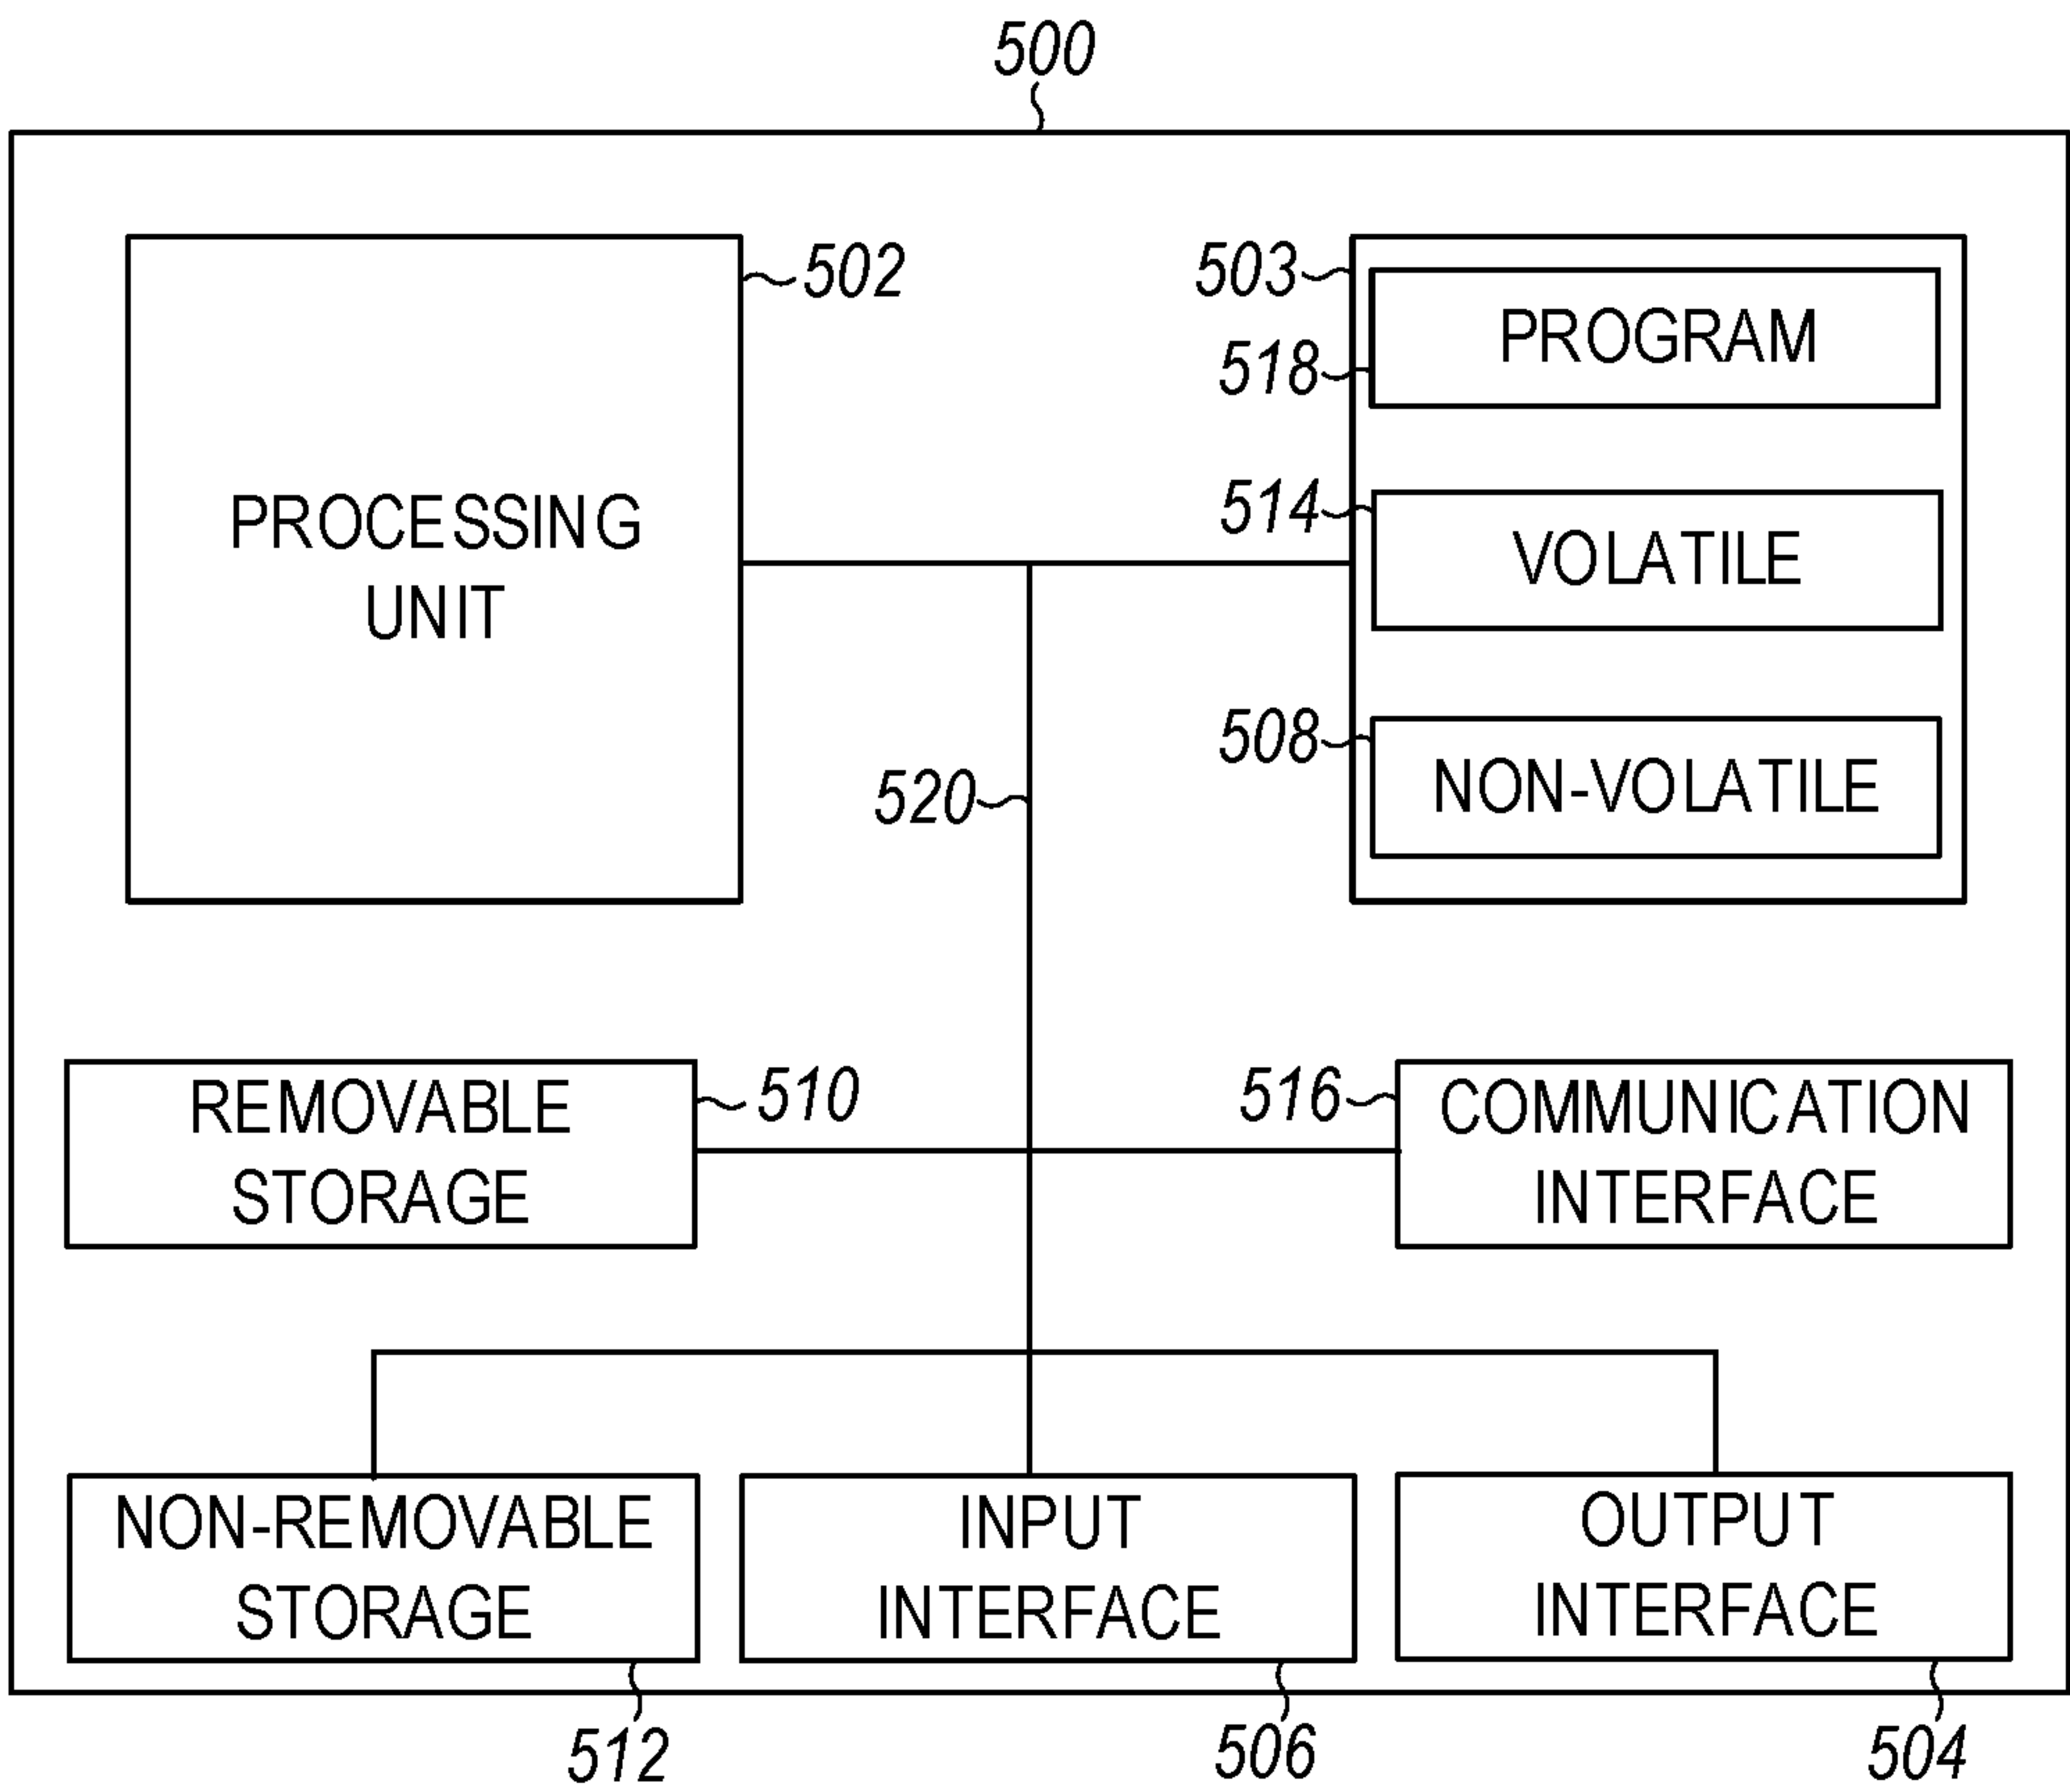 500
502
503
PROGRAM
518
PROCESSING
UNIT
514
VOLATILE
508
NON-VOLATILE
520
REMOVABLE
STORAGE
510
516
COMMUNICATION
INTERFACE
NON-REMOVABLE
STORAGE
INPUT
INTERFACE
OUTPUT
INTERFACE
512
506
504